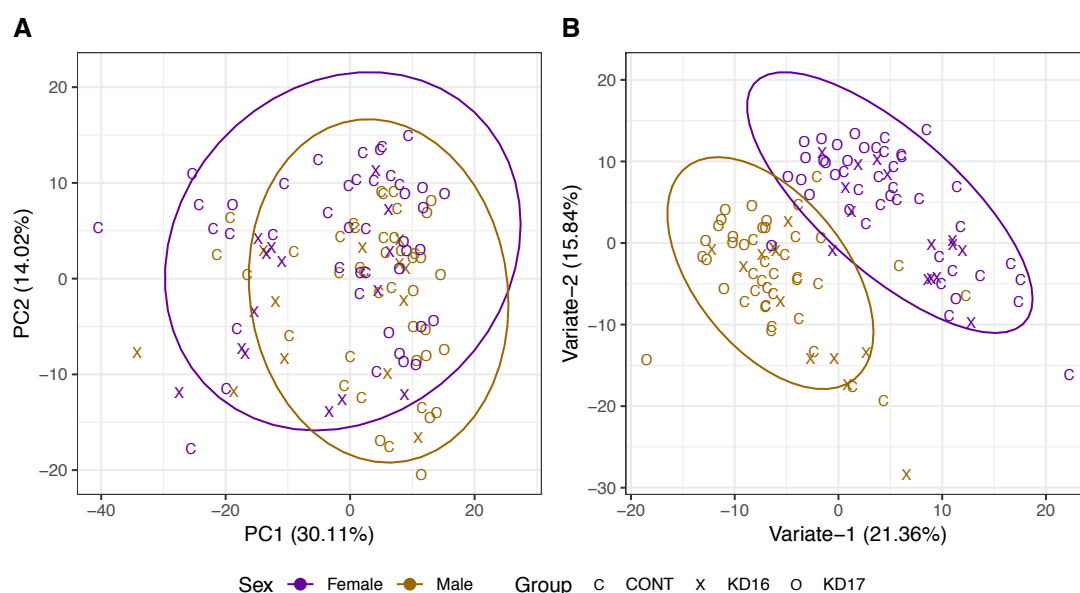 A
B
20
10
0
−10
−20
−40
−20
0
20
PC2 (14.02%)
PC1 (30.11%)
20
10
0
−10
−20
−30
−20
−10
0
10
20
Variate−2 (15.84%)
Variate−1 (21.36%)
Sex Female Male Group C CONT X KD16 O KD17